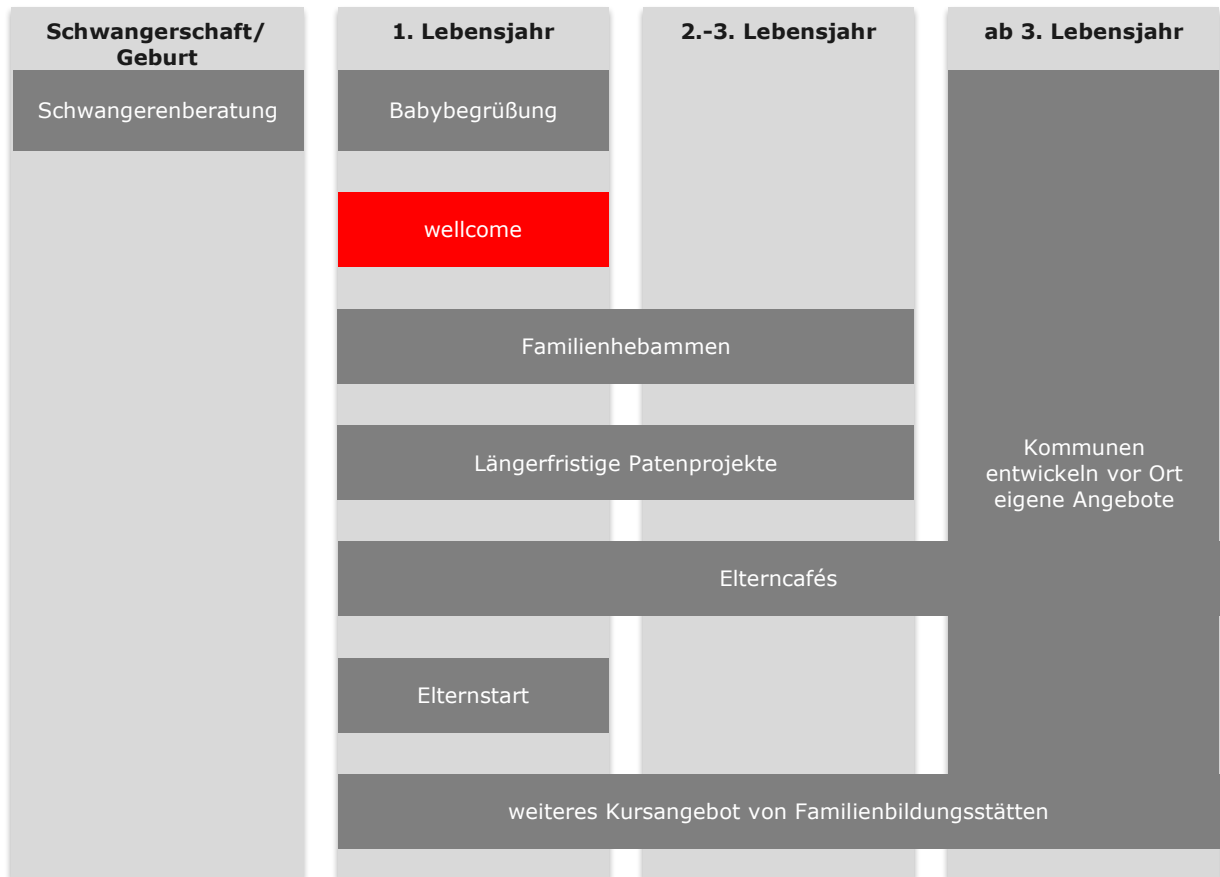 Schwangerschaft/
Geburt
1. Lebensjahr
2.-3. Lebensjahr
ab 3. Lebensjahr
Schwangerenberatung
Babybegrüßung
wellcome
Familienhebammen
Längerfristige Patenprojekte
Kommunen
entwickeln vor Ort
eigene Angebote
Elterncafés
Elternstart
weiteres Kursangebot von Familienbildungsstätten